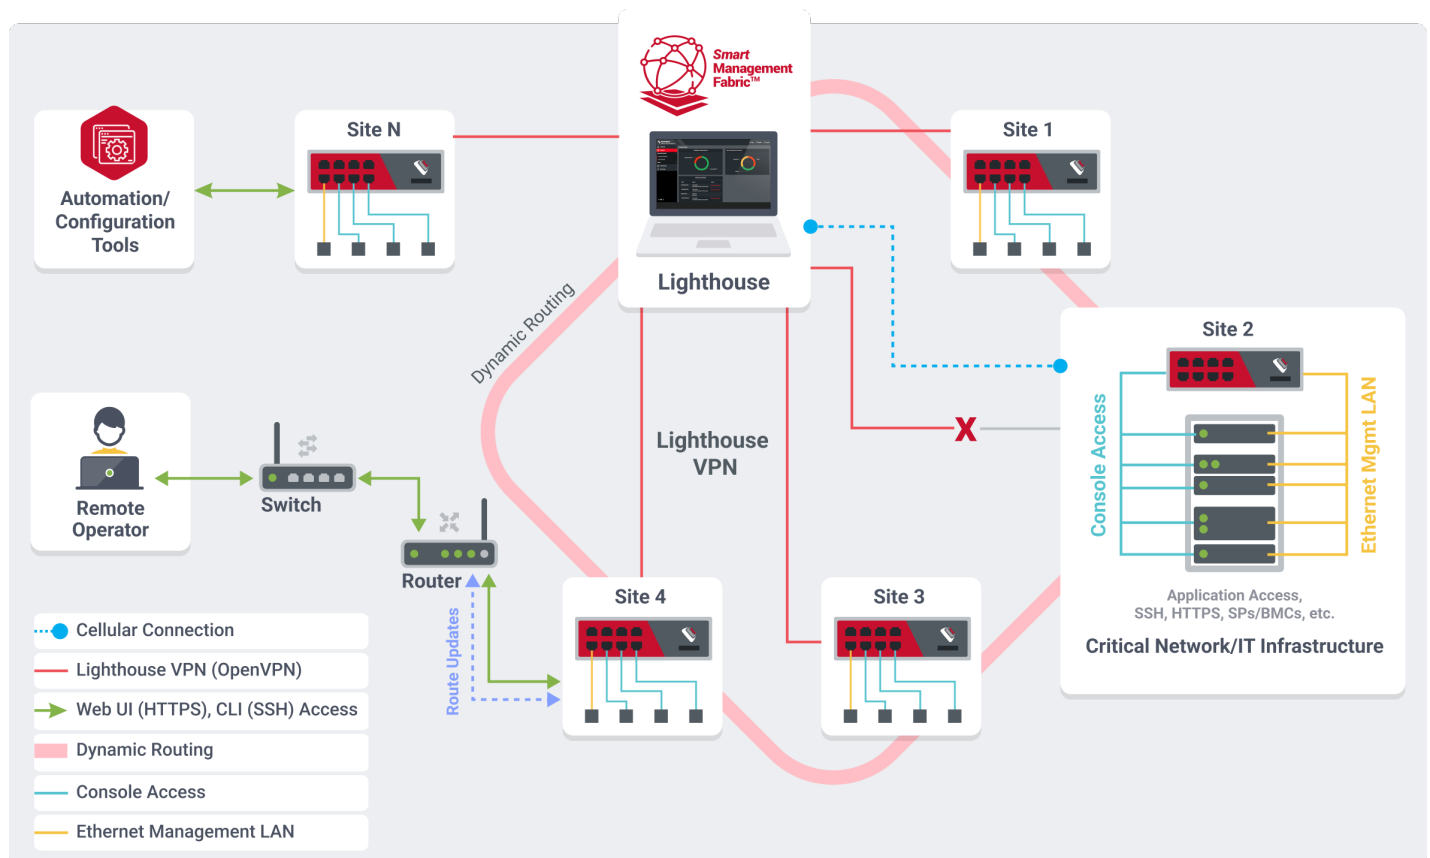 Smart
Management
Fabric™
Lighthouse
Automation/
Configuration
Tools
Site N
Site 1
Dynamic Routing
Lighthouse
VPN
X
Site 2
Console Access
Ethernet Mgmt LAN
Application Access,
SSH, HTTPS, SPs/BMCs, etc.
Critical Network/IT Infrastructure
Remote
Operator
Switch
Router
Route Updates
Site 4
Site 3
Cellular Connection
Lighthouse VPN (OpenVPN)
Web UI (HTTPS), CLI (SSH) Access
Dynamic Routing
Console Access
Ethernet Management LAN